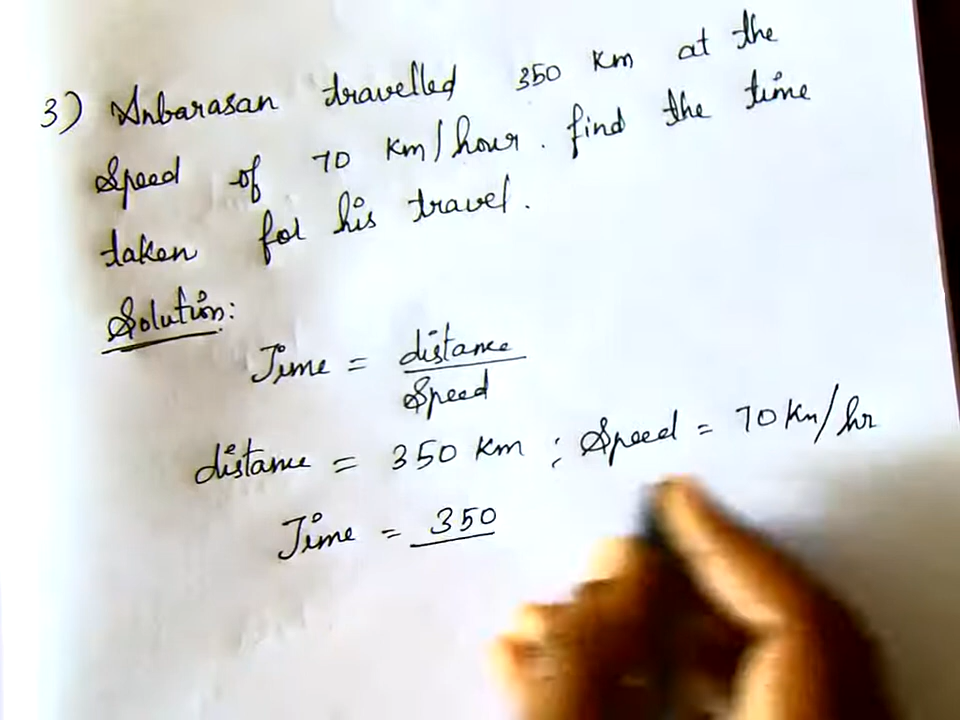 3) Anbarasan travelled 350 km at the
Speed of 70 km/hour. find the time
taken for his travel.
Solution:
Time = distance
Speed
distance = 350 km ; Speed = 70 km/hr
Time = 350